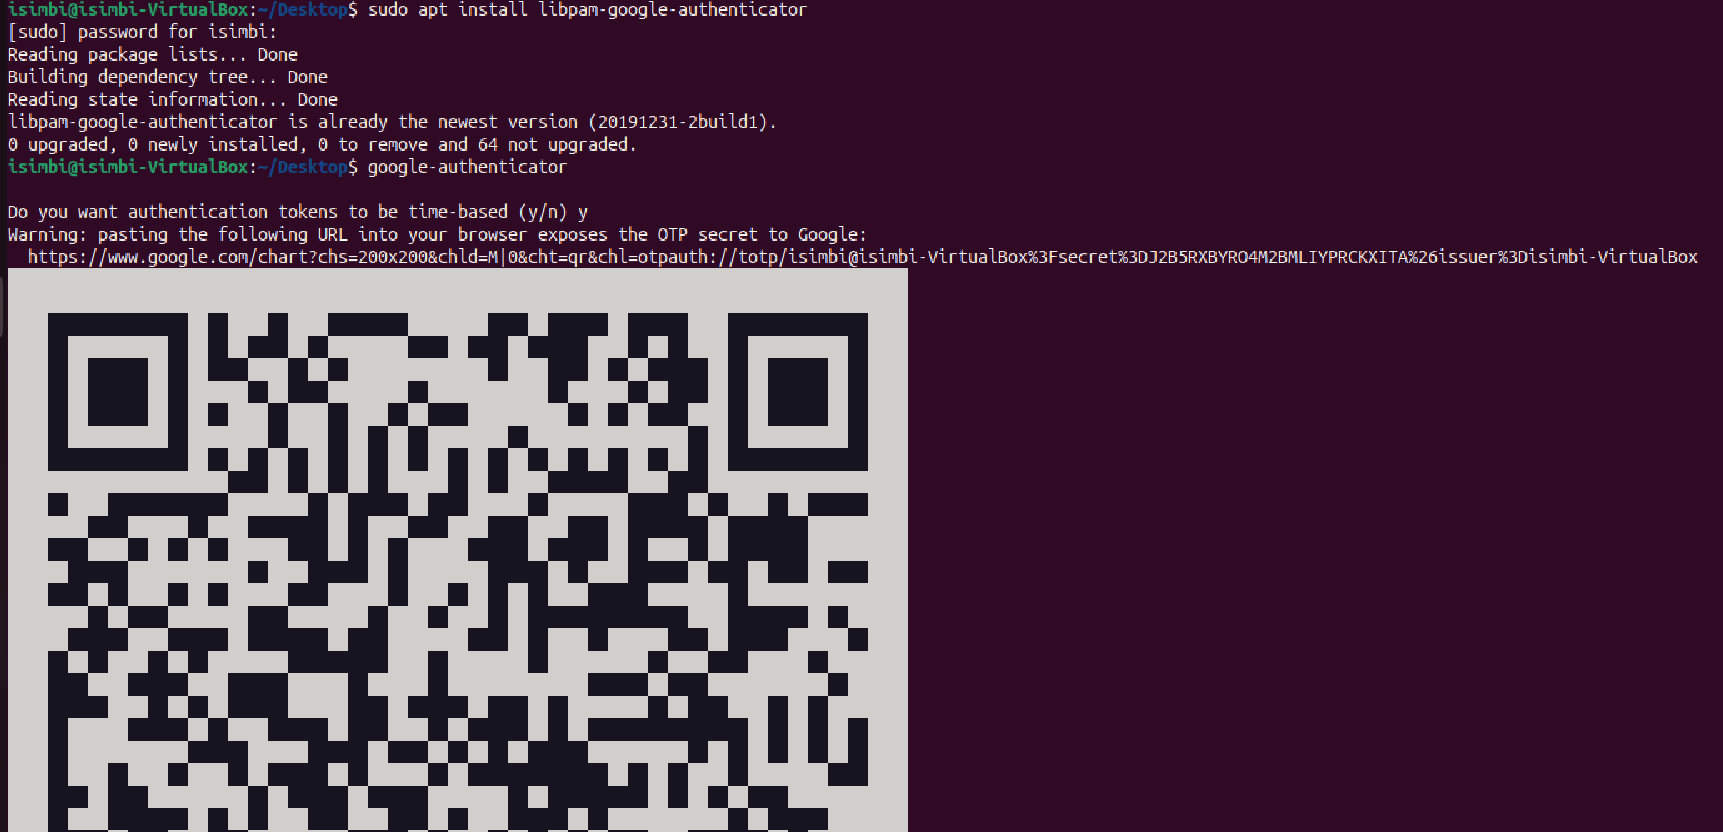 isimbi@isimbi-VirtualBox:~/Desktop$ sudo apt install libpam-google-authenticator
[sudo] password for isimbi:
Reading package lists... Done
Building dependency tree... Done
Reading state information... Done
libpam-google-authenticator is already the newest version (20191231-2build1).
0 upgraded, 0 newly installed, 0 to remove and 64 not upgraded.
isimbi@isimbi-VirtualBox:~/Desktop$ google-authenticator
Do you want authentication tokens to be time-based (y/n) y
Warning: pasting the following URL into your browser exposes the OTP secret to Google:
https://www.google.com/chart?chs=200x200&chld=M|0&cht=qr&chl=otpauth://totp/isimbi@isimbi-VirtualBox%3Fsecret%3DJ2B5RXBYRO4M2BMLIYPRCKXITA%26issuer%3Disimbi-VirtualBox